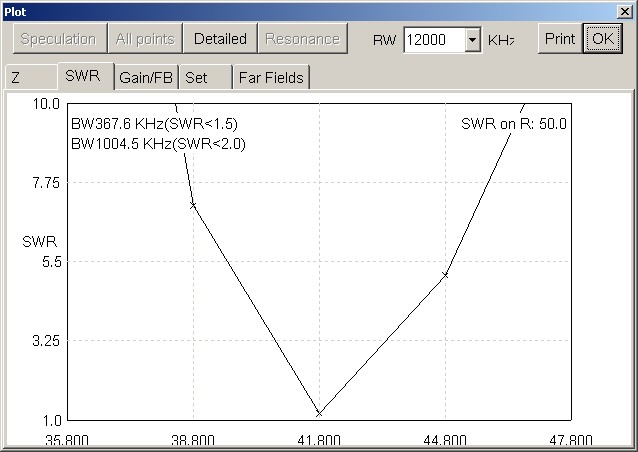 Plot
Speculation All points Detailed Resonance RW 12000 KHz Print OK
Z SWR Gain/FB Set Far Fields
10.0
BW367.6 KHz(SWR<1.5) SWR on R: 50.0
BW1004.5 KHz(SWR<2.0)
7.75
SWR
5.5
3.25
1.0
35.800 38.800 41.800 44.800 47.800